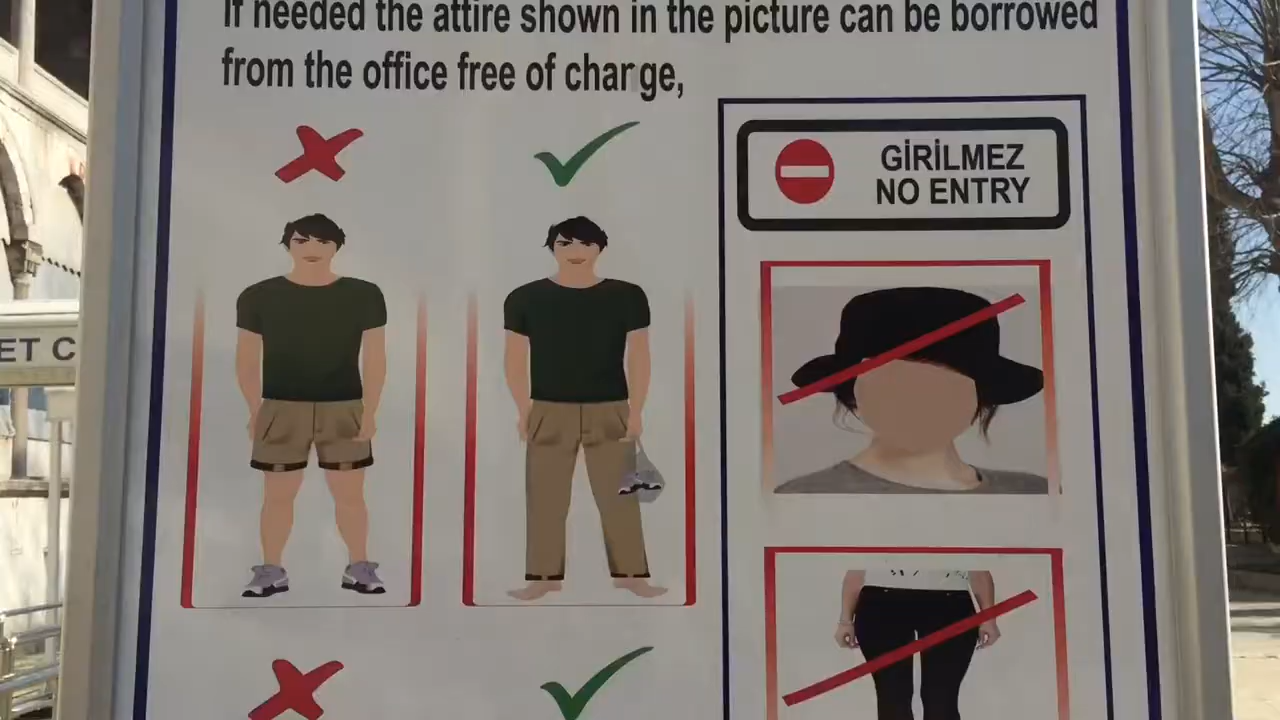 If needed the attire shown in the picture can be borrowed
from the office free of charge,
GİRİLMEZ
NO ENTRY
ET C